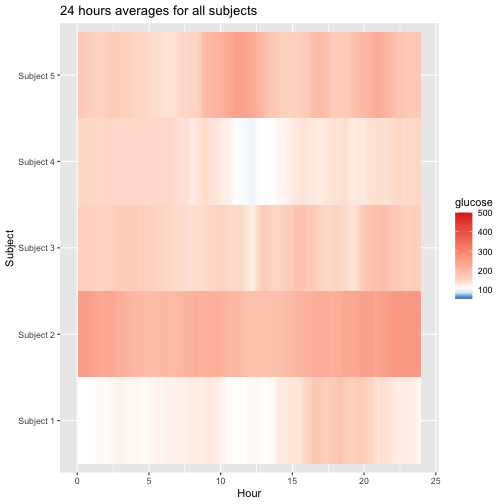 24 hours averages for all subjects
Subject 5
Subject 4
Subject 3
Subject 2
Subject 1
Subject
0 5 10 15 20 25
Hour
glucose
500
400
300
200
100